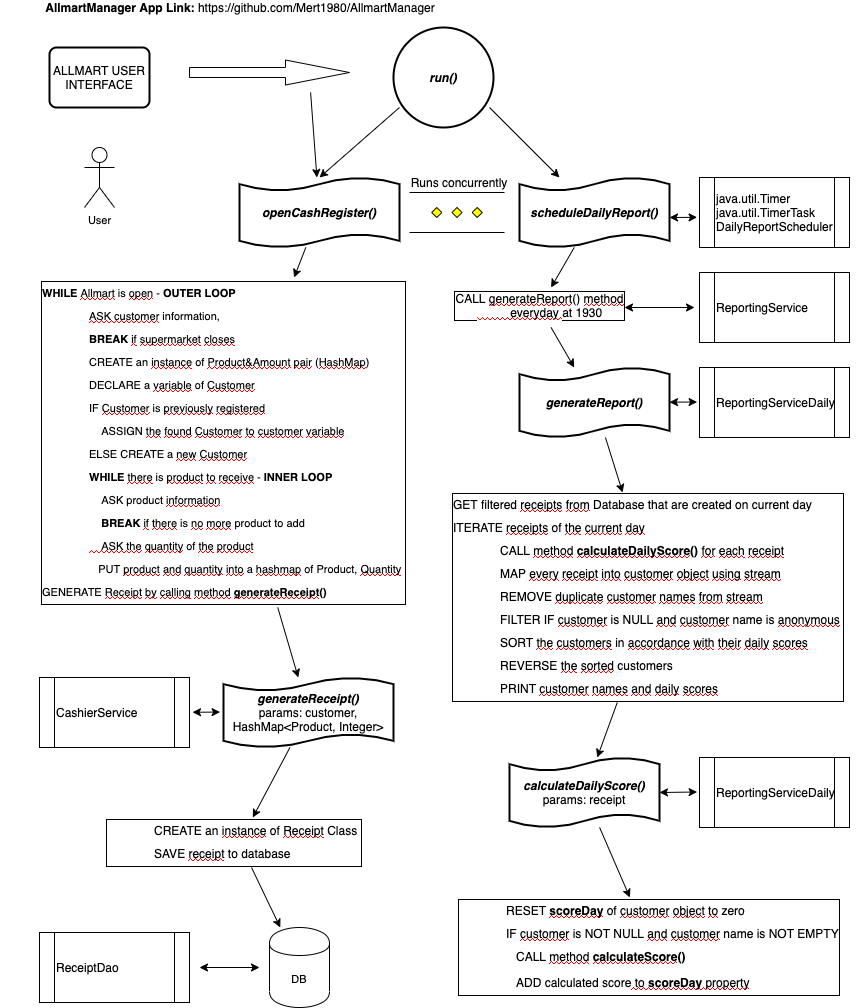 AllmartManager App Link: https://github.com/Mert1980/AllmartManager
ALLMART USER
INTERFACE
run()
User
openCashRegister()
Runs concurrently
scheduleDailyReport()
java.util.Timer
java.util.TimerTask
DailyReportScheduler
WHILE Allmart is open - OUTER LOOP
ASK customer information,
BREAK if supermarket closes
CREATE an instance of Product&Amount pair (HashMap)
DECLARE a variable of Customer
IF Customer is previously registered
ASSIGN the found Customer to customer variable
ELSE CREATE a new Customer
WHILE there is product to receive - INNER LOOP
ASK product information
BREAK if there is no more product to add
ASK the quantity of the product
PUT product and quantity into a hashmap of Product, Quantity
GENERATE Receipt by calling method generateReceipt()
CALL generateReport() method
everyday at 1930
ReportingService
generateReport()
ReportingServiceDaily
GET filtered receipts from Database that are created on current day
ITERATE receipts of the current day
CALL method calculateDailyScore() for each receipt
MAP every receipt into customer object using stream
REMOVE duplicate customer names from stream
FILTER IF customer is NULL and customer name is anonymous
SORT the customers in accordance with their daily scores
REVERSE the sorted customers
PRINT customer names and daily scores
CashierService
generateReceipt()
params: customer,
HashMap<Product, Integer>
calculateDailyScore()
params: receipt
ReportingServiceDaily
CREATE an instance of Receipt Class
SAVE receipt to database
ReceiptDao
DB
RESET scoreDay of customer object to zero
IF customer is NOT NULL and customer name is NOT EMPTY
CALL method calculateScore()
ADD calculated score to scoreDay property